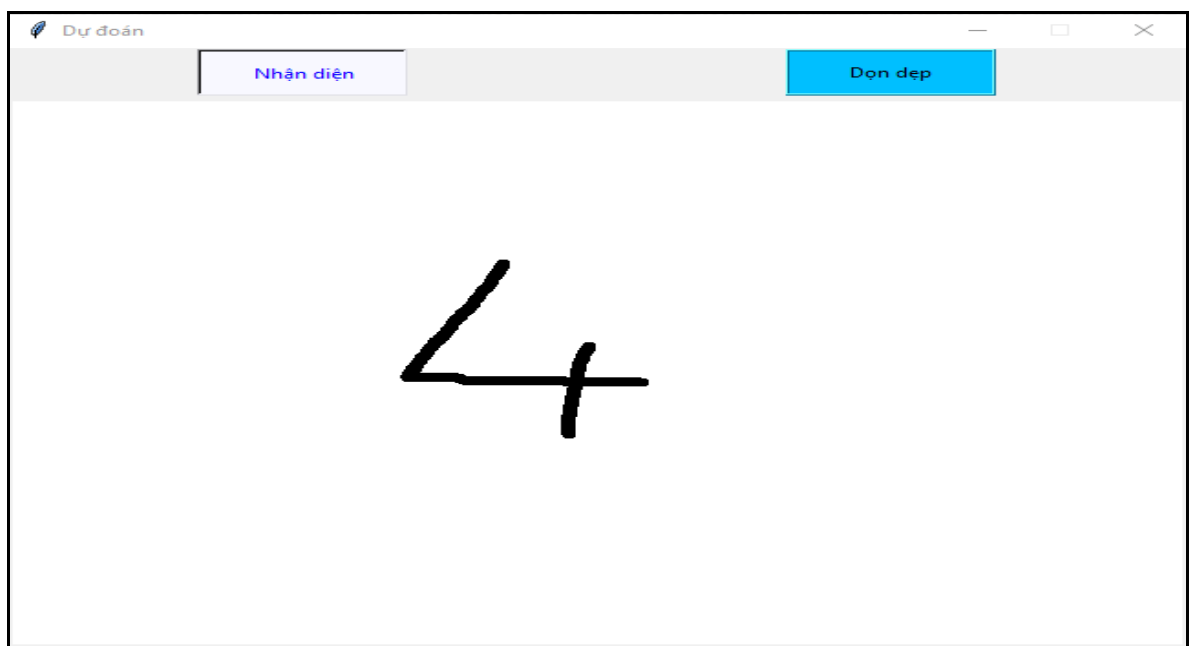 Dự đoán
Nhận diện
Dọn dẹp
4